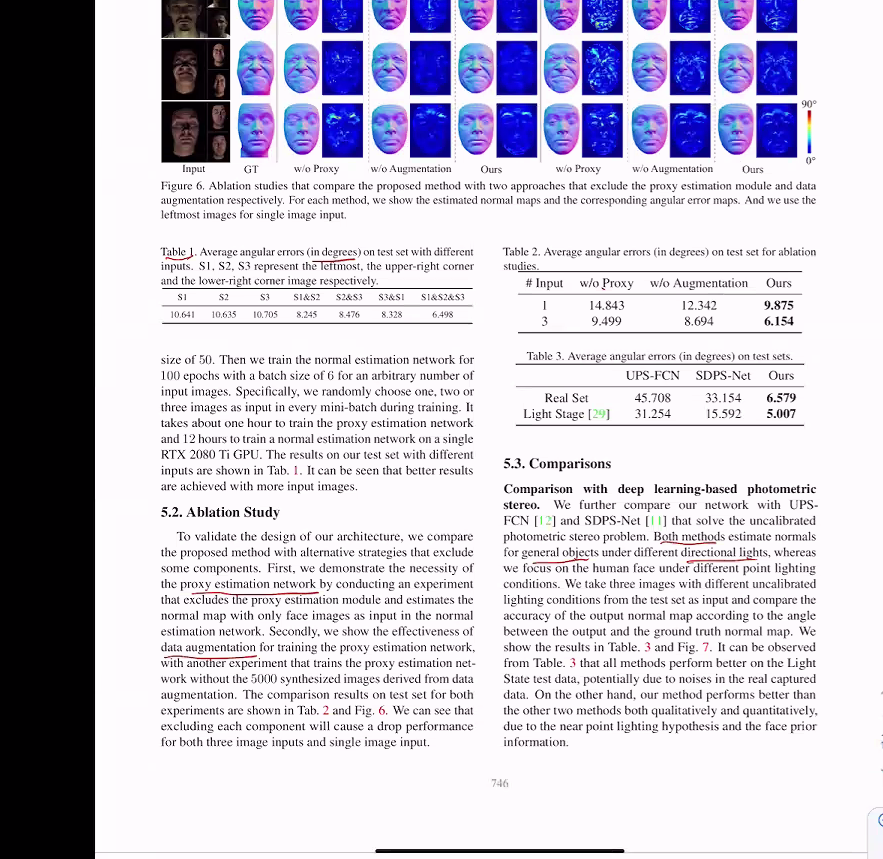 90°
0°
Input GT w/o Proxy w/o Augmentation Ours w/o Proxy w/o Augmentation Ours
Figure 6. Ablation studies that compare the proposed method with two approaches that exclude the proxy estimation module and data
augmentation respectively. For each method, we show the estimated normal maps and the corresponding angular error maps. And we use the
leftmost images for single image input.
Table 1. Average angular errors (in degrees) on test set with different
inputs. S1, S2, S3 represent the leftmost, the upper-right corner
and the lower-right corner image respectively.
S1 S2 S3 S1&S2 S2&S3 S3&S1 S1&S2&S3
10.641 10.635 10.705 8.245 8.476 8.328 6.498
size of 50. Then we train the normal estimation network for
100 epochs with a batch size of 6 for an arbitrary number of
input images. Specifically, we randomly choose one, two or
three images as input in every mini-batch during training. It
takes about one hour to train the proxy estimation network
and 12 hours to train a normal estimation network on a single
RTX 2080 Ti GPU. The results on our test set with different
inputs are shown in Tab. 1. It can be seen that better results
are achieved with more input images.
5.2. Ablation Study
To validate the design of our architecture, we compare
the proposed method with alternative strategies that exclude
some components. First, we demonstrate the necessity of
the proxy estimation network by conducting an experiment
that excludes the proxy estimation module and estimates the
normal map with only face images as input in the normal
estimation network. Secondly, we show the effectiveness of
data augmentation for training the proxy estimation network,
with another experiment that trains the proxy estimation net-
work without the 5000 synthesized images derived from data
augmentation. The comparison results on test set for both
experiments are shown in Tab. 2 and Fig. 6. We can see that
excluding each component will cause a drop performance
for both three image inputs and single image input.
Table 2. Average angular errors (in degrees) on test set for ablation
studies.
# Input w/o Proxy w/o Augmentation Ours
1 14.843 12.342 9.875
3 9.499 8.694 6.154
Table 3. Average angular errors (in degrees) on test sets.
UPS-FCN SDPS-Net Ours
Real Set 45.708 33.154 6.579
Light Stage [29] 31.254 15.592 5.007
5.3. Comparisons
Comparison with deep learning-based photometric
stereo. We further compare our network with UPS-
FCN [12] and SDPS-Net [11] that solve the uncalibrated
photometric stereo problem. Both methods estimate normals
for general objects under different directional lights, whereas
we focus on the human face under different point lighting
conditions. We take three images with different uncalibrated
lighting conditions from the test set as input and compare the
accuracy of the output normal map according to the angle
between the output and the ground truth normal map. We
show the results in Table. 3 and Fig. 7. It can be observed
from Table. 3 that all methods perform better on the Light
State test data, potentially due to noises in the real captured
data. On the other hand, our method performs better than
the other two methods both qualitatively and quantitatively,
due to the near point lighting hypothesis and the face prior
information.
746